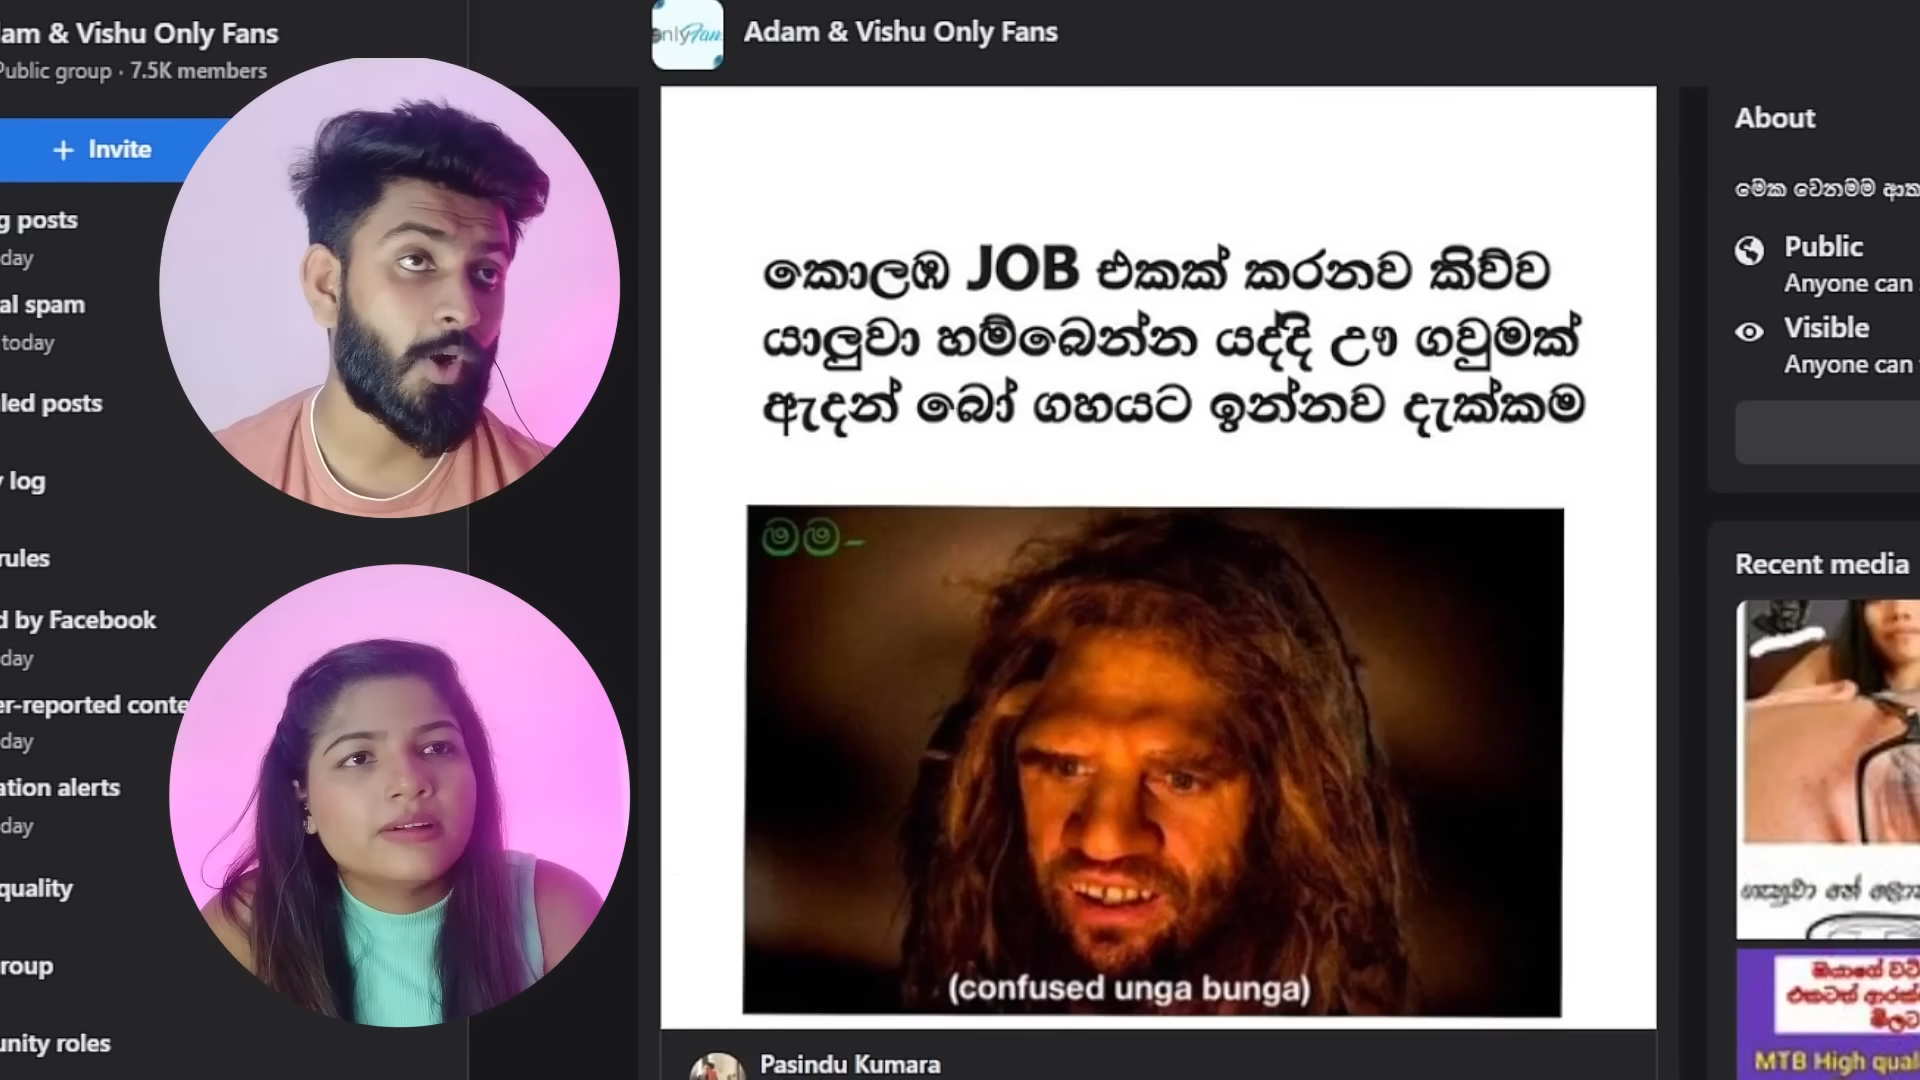 am & Vishu Only Fans
Public group · 7.5K members
+ Invite
g posts
day
al spam
today
led posts
log
rules
d by Facebook
day
er-reported conte
day
ation alerts
day
quality
roup
unity roles
Adam & Vishu Only Fans
කොලඹ JOB එකක් කරනව කිව්ව
යාලුවා හම්බෙන්න යද්දි ඌ ගවුමක්
ඇදන් බෝ ගහයට ඉන්නව දැක්කම
මම-
(confused unga bunga)
Pasindu Kumara
About
මෙක වෙනමම
Public
Anyone can
Visible
Anyone can
Recent media
MTB High qual